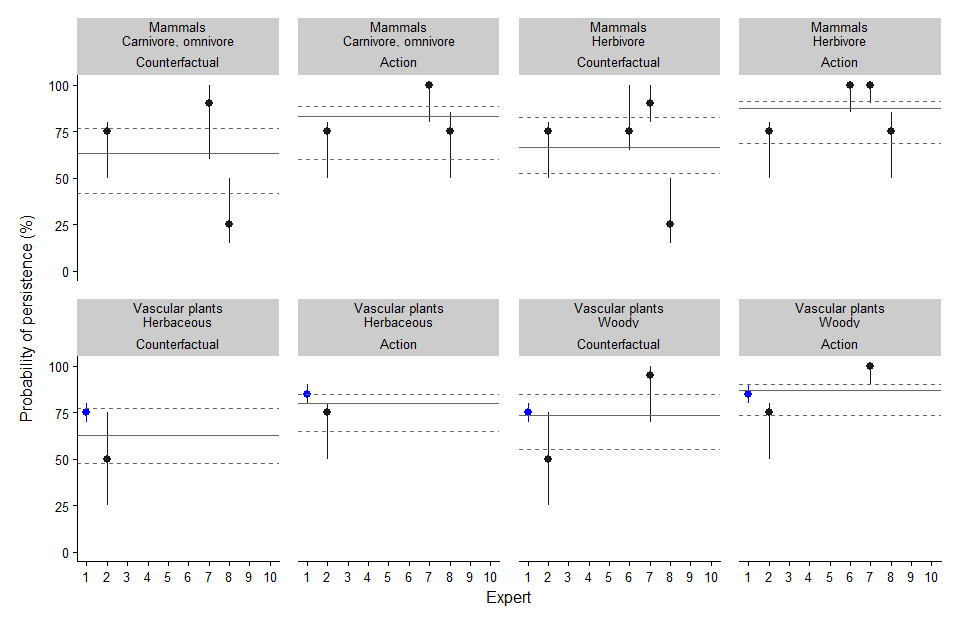 Mammals
Carnivore, omnivore
Counterfactual
Mammals
Carnivore, omnivore
Action
Mammals
Herbivore
Counterfactual
Mammals
Herbivore
Action
100
75
50
25
0
Vascular plants
Herbaceous
Counterfactual
Vascular plants
Herbaceous
Action
Vascular plants
Woody
Counterfactual
Vascular plants
Woody
Action
100
75
50
25
0
1 2 3 4 5 6 7 8 9 10
1 2 3 4 5 6 7 8 9 10
1 2 3 4 5 6 7 8 9 10
1 2 3 4 5 6 7 8 9 10
Expert
Probability of persistence (%)